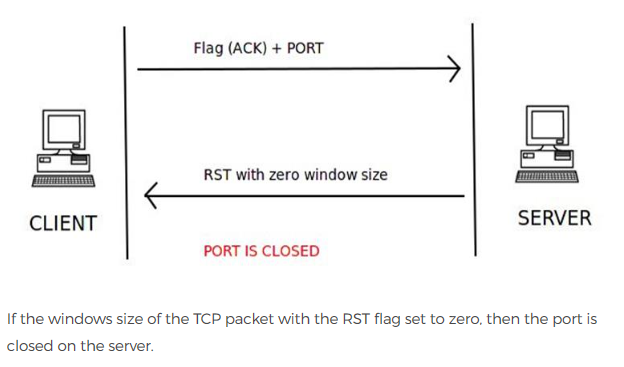 Flag (ACK) + PORT
RST with zero window size
CLIENT
SERVER
PORT IS CLOSED
If the windows size of the TCP packet with the RST flag set to zero, then the port is
closed on the server.